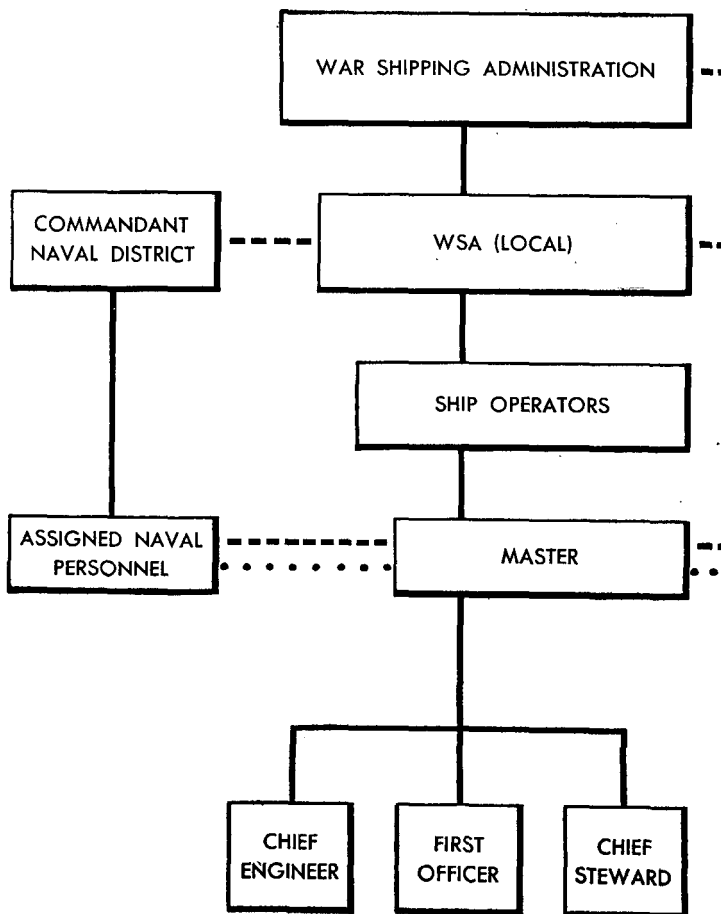 WAR SHIPPING ADMINISTRATION
COMMANDANT
NAVAL DISTRICT
WSA (LOCAL)
SHIP OPERATORS
ASSIGNED NAVAL
PERSONNEL
MASTER
CHIEF
ENGINEER
FIRST
OFFICER
CHIEF
STEWARD